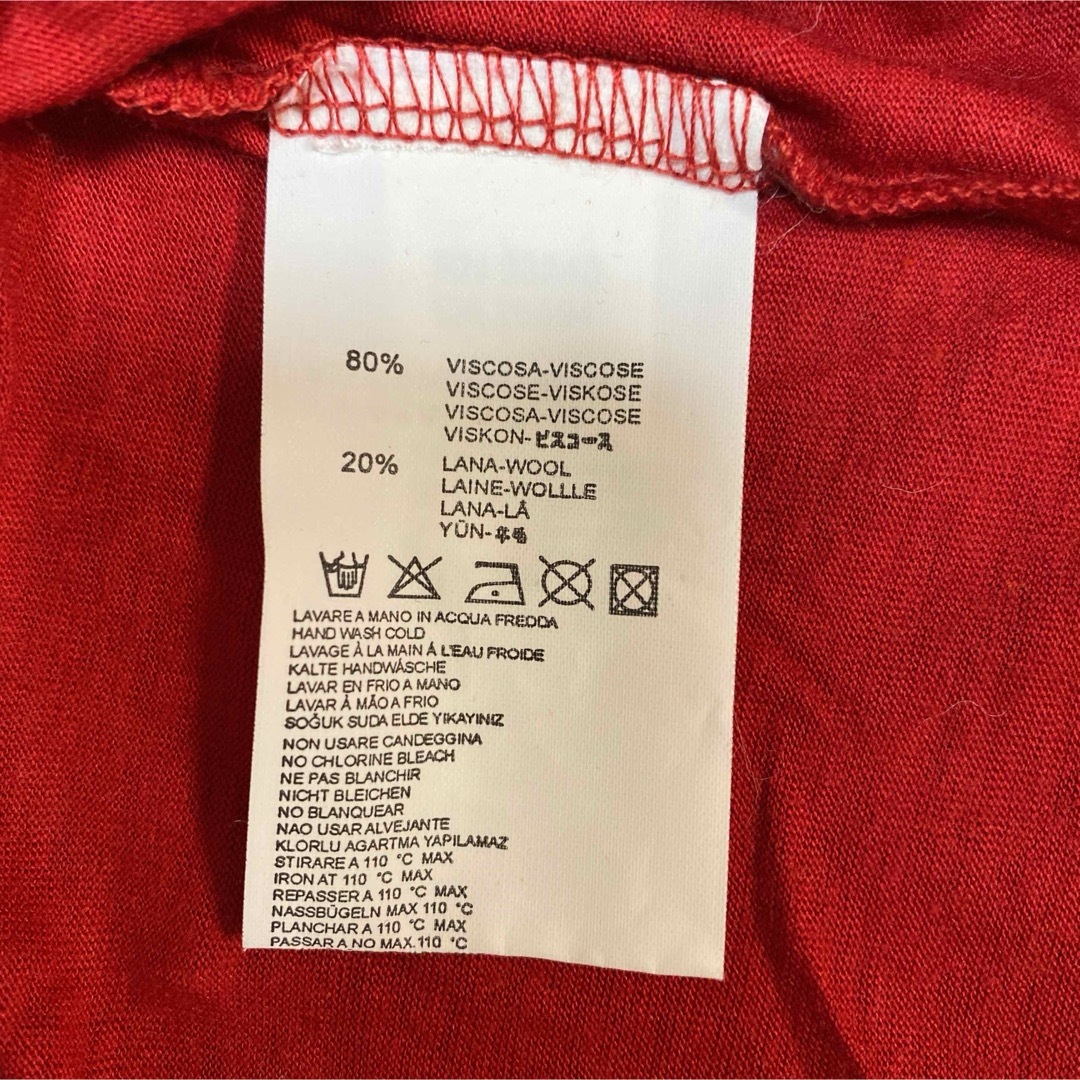 80% VISCOSA-VISCOSE
VISCOSE-VISKOSE
VISCOSA-VISCOSE
VISKON-ビスコース
20% LANA-WOOL
LAINE-WOLLLE
LANA-LÅ
YÜN-羊毛
LAVARE A MANO IN ACQUA FREDDA
HAND WASH COLD
LAVAGE À LA MAIN Á L'EAU FROIDE
KALTE HANDWÁSCHE
LAVAR EN FRIO A MANO
LAVAR À MÃO A FRIO
SOĞUK SUDA ELDE YIKAYINIZ
NON USARE CANDEGGINA
NO CHLORINE BLEACH
NE PAS BLANCHIR
NICHT BLEICHEN
NO BLANQUEAR
NAO USAR ALVEJANTE
KLORLU AGARTMA YAPILAMAZ
STIRARE A 110 °C MAX
IRON AT 110 °C MAX
REPASSER A 110 °C MAX
NASSBÜGELN MAX 110 °C
PLANCHAR A 110 °C MAX
PASSAR A NO MAX.110 °C